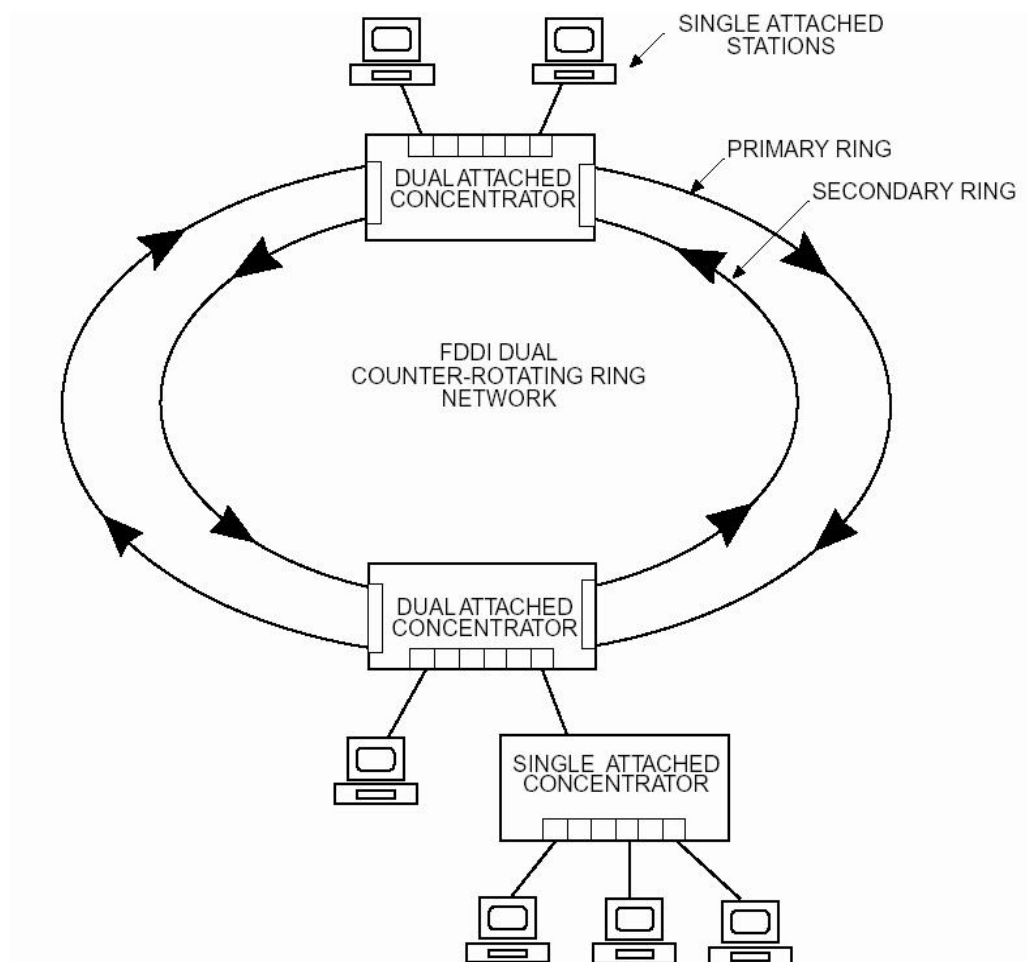 SINGLE ATTACHED
STATIONS
PRIMARY RING
DUAL ATTACHED
CONCENTRATOR
SECONDARY RING
FDDI DUAL
COUNTER-ROTATING RING
NETWORK
DUAL ATTACHED
CONCENTRATOR
SINGLE ATTACHED
CONCENTRATOR